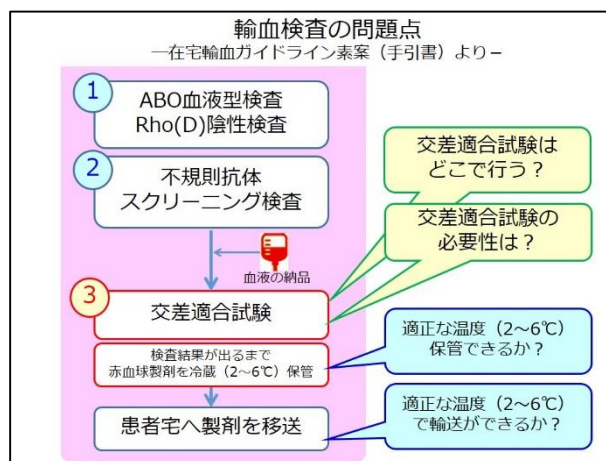 輸血検査の問題点
―在宅輸血ガイドライン素案（手引書）より－
1
ABO血液型検査
Rho(D)陰性検査
2
不規則抗体
スクリーニング検査
血液の納品
3
交差適合試験
検査結果が出るまで
赤血球製剤を冷蔵（2～6℃）保管
患者宅へ製剤を移送
交差適合試験は
どこで行う？
交差適合試験の
必要性は？
適正な温度（2～6℃）
保管できるか？
適正な温度（2～6℃）
で輸送ができるか？